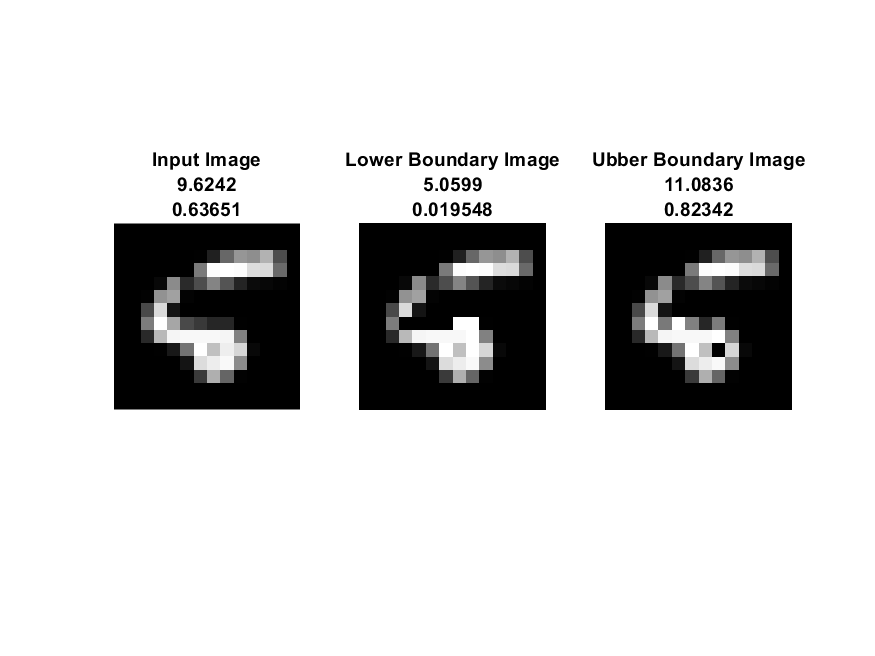 Input Image
9.6242
0.63651
Lower Boundary Image
5.0599
0.019548
Ubber Boundary Image
11.0836
0.82342